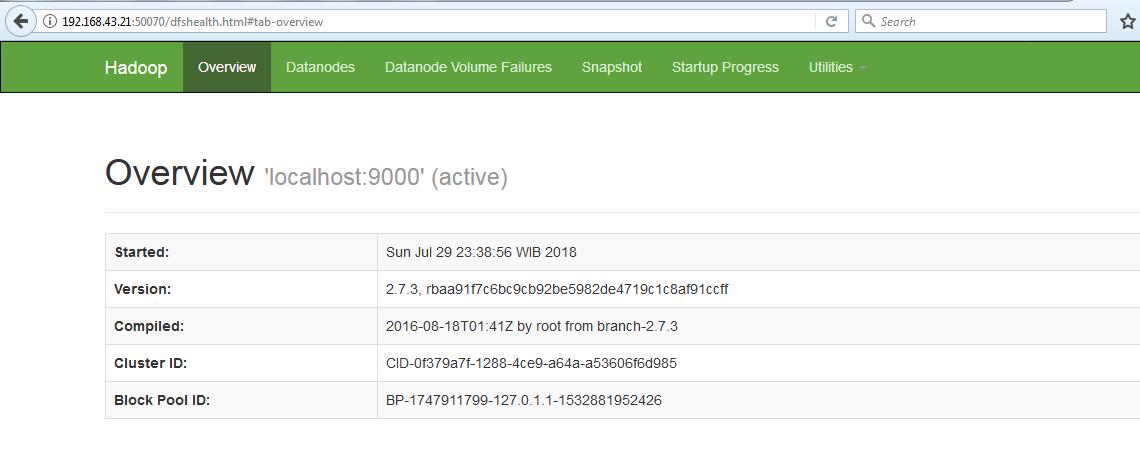 192.168.43.21:50070/dfshealth.html#tab-overview Search
Hadoop Overview Datanodes Datanode Volume Failures Snapshot Startup Progress Utilities
Overview 'localhost:9000' (active)
Started: Sun Jul 29 23:38:56 WIB 2018
Version: 2.7.3, rbaa91f7c6bc9cb92be5982de4719c1c8af91ccff
Compiled: 2016-08-18T01:41Z by root from branch-2.7.3
Cluster ID: CID-0f379a7f-1288-4ce9-a64a-a53606f6d985
Block Pool ID: BP-1747911799-127.0.1.1-1532881952426